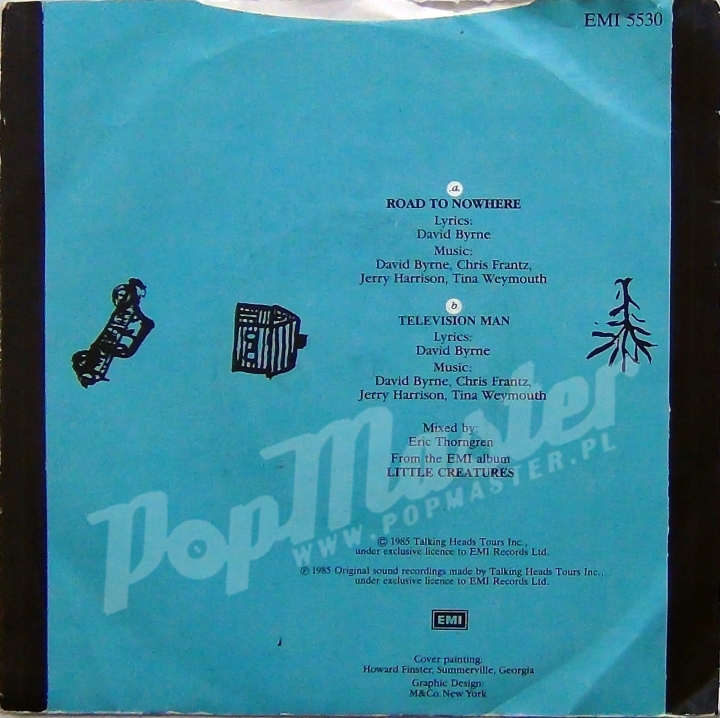 EMI 5530
a.
ROAD TO NOWHERE
Lyrics:
David Byrne
Music:
David Byrne, Chris Frantz,
Jerry Harrison, Tina Weymouth
b.
TELEVISION MAN
Lyrics:
David Byrne
Music:
David Byrne, Chris Frantz,
Jerry Harrison, Tina Weymouth
Mixed by:
Eric Thorngren
From the EMI album
LITTLE CREATURES
PopMaster
WWW.POPMASTER.PL
© 1985 Talking Heads Tours Inc.,
under exclusive licence to EMI Records Ltd.
℗ 1985 Original sound recordings made by Talking Heads Tours Inc.,
under exclusive licence to EMI Records Ltd.
EMI
Cover painting:
Howard Finster, Summerville, Georgia
Graphic Design:
M&Co. New York